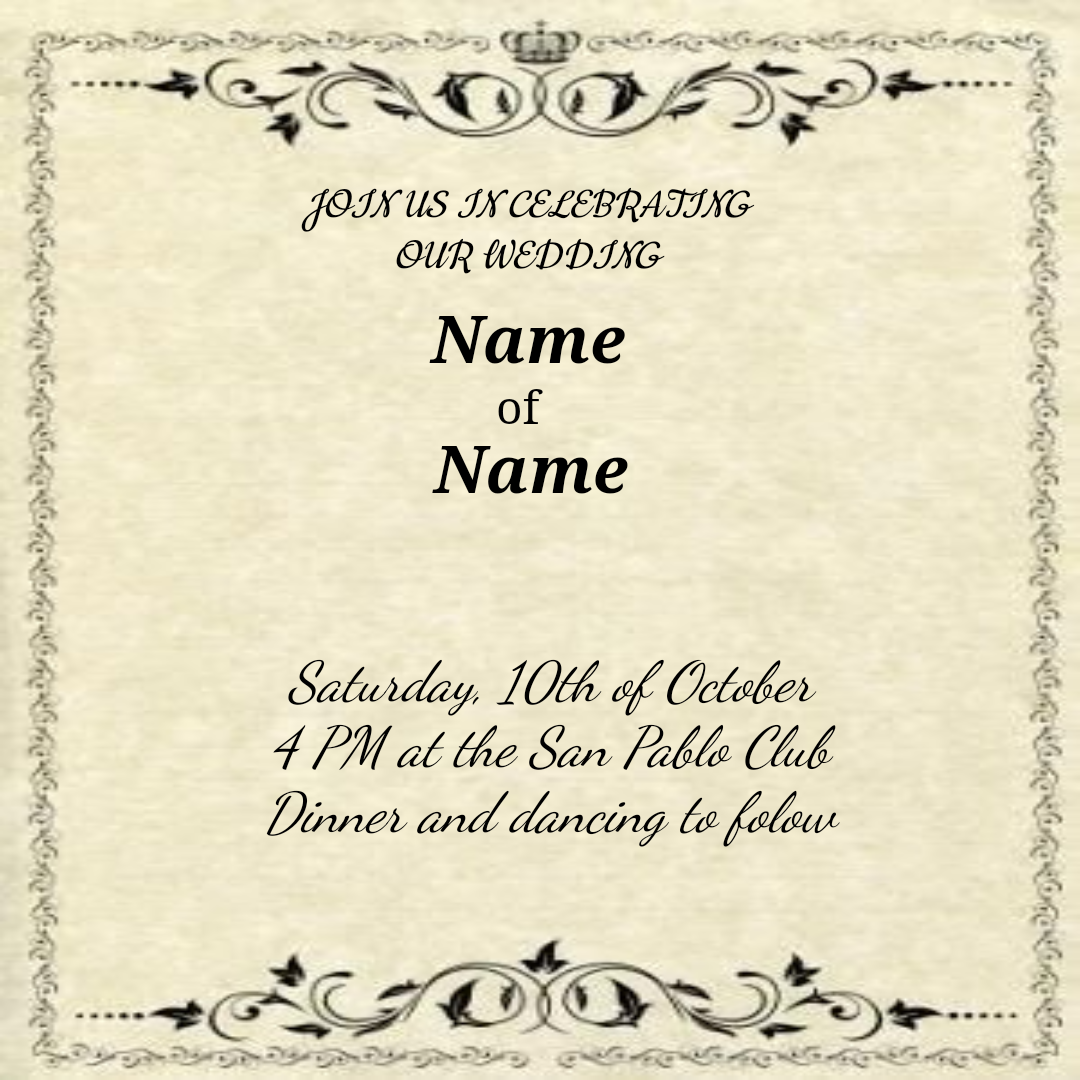 JOIN US IN CELEBRATING
OUR WEDDING
Name
of
Name
Saturday, 10th of October
4 PM at the San Pablo Club
Dinner and dancing to folow